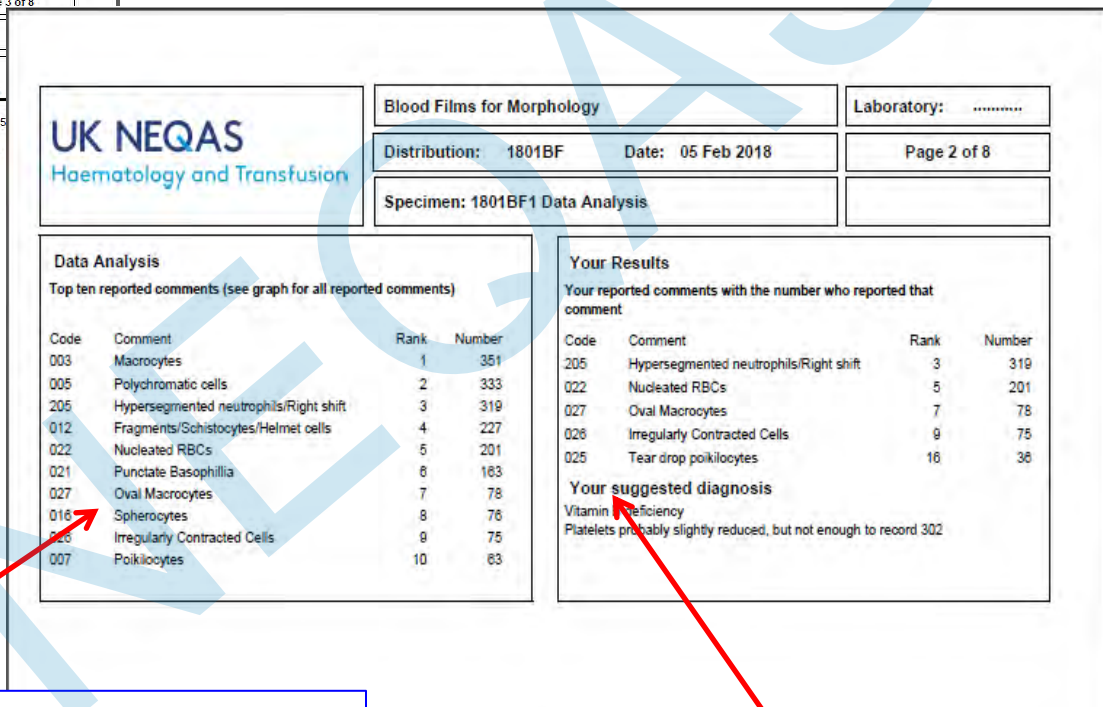 3 of 8
5
UK NEQAS
Haematology and Transfusion
Blood Films for Morphology
Laboratory: ...........
Distribution: 1801BF Date: 05 Feb 2018
Page 2 of 8
Specimen: 1801BF1 Data Analysis
Data Analysis
Top ten reported comments (see graph for all reported comments)
Code Comment Rank Number
003 Macrocytes 1 351
005 Polychromatic cells 2 333
205 Hypersegmented neutrophils/Right shift 3 319
012 Fragments/Schistocytes/Helmet cells 4 227
022 Nucleated RBCs 5 201
021 Punctate Basophillia 6 163
027 Oval Macrocytes 7 78
016 Spherocytes 8 76
026 Irregularly Contracted Cells 9 75
007 Poikilocytes 10 63
Your Results
Your reported comments with the number who reported that
comment
Code Comment Rank Number
205 Hypersegmented neutrophils/Right shift 3 319
022 Nucleated RBCs 5 201
027 Oval Macrocytes 7 78
026 Irregularly Contracted Cells 9 75
025 Tear drop poikilocytes 16 36
Your suggested diagnosis
Vitamin deficiency
Platelets probably slightly reduced, but not enough to record 302
NEQAS